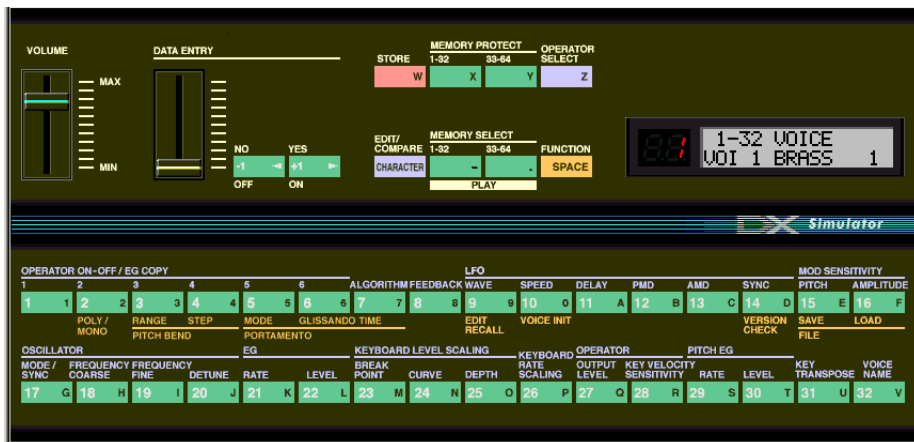 VOLUME
MAX
MIN
DATA ENTRY
NO YES
-1 +1
OFF ON
MEMORY PROTECT
STORE 1-32 33-64 OPERATOR SELECT
W X Y Z
EDIT/COMPARE
MEMORY SELECT
1-32 33-64 FUNCTION
CHARACTER - . SPACE
PLAY
1
1-32 VOICE
VOI 1 BRASS 1
DX Simulator
OPERATOR ON-OFF / EG COPY
LFO
MOD SENSITIVITY
1 2 3 4 5 6 ALGORITHM FEEDBACK WAVE SPEED DELAY PMD AMD SYNC PITCH AMPLITUDE
1 1 2 2 3 3 4 4 5 5 6 6 7 7 8 8 9 9 10 0 11 A 12 B 13 C 14 D 15 E 16 F
POLY / MONO RANGE STEP MODE GLISSANDO TIME EDIT RECALL VOICE INIT VERSION CHECK SAVE LOAD
PITCH BEND PORTAMENTO FILE
OSCILLATOR EG KEYBOARD LEVEL SCALING KEYBOARD RATE SCALING OPERATOR PITCH EG
MODE / SYNC FREQUENCY COARSE FREQUENCY FINE DETUNE RATE LEVEL BREAK POINT CURVE DEPTH OUTPUT LEVEL KEY VELOCITY SENSITIVITY RATE LEVEL KEY TRANSPOSE VOICE NAME
17 G 18 H 19 I 20 J 21 K 22 L 23 M 24 N 25 O 26 P 27 Q 28 R 29 S 30 T 31 U 32 V